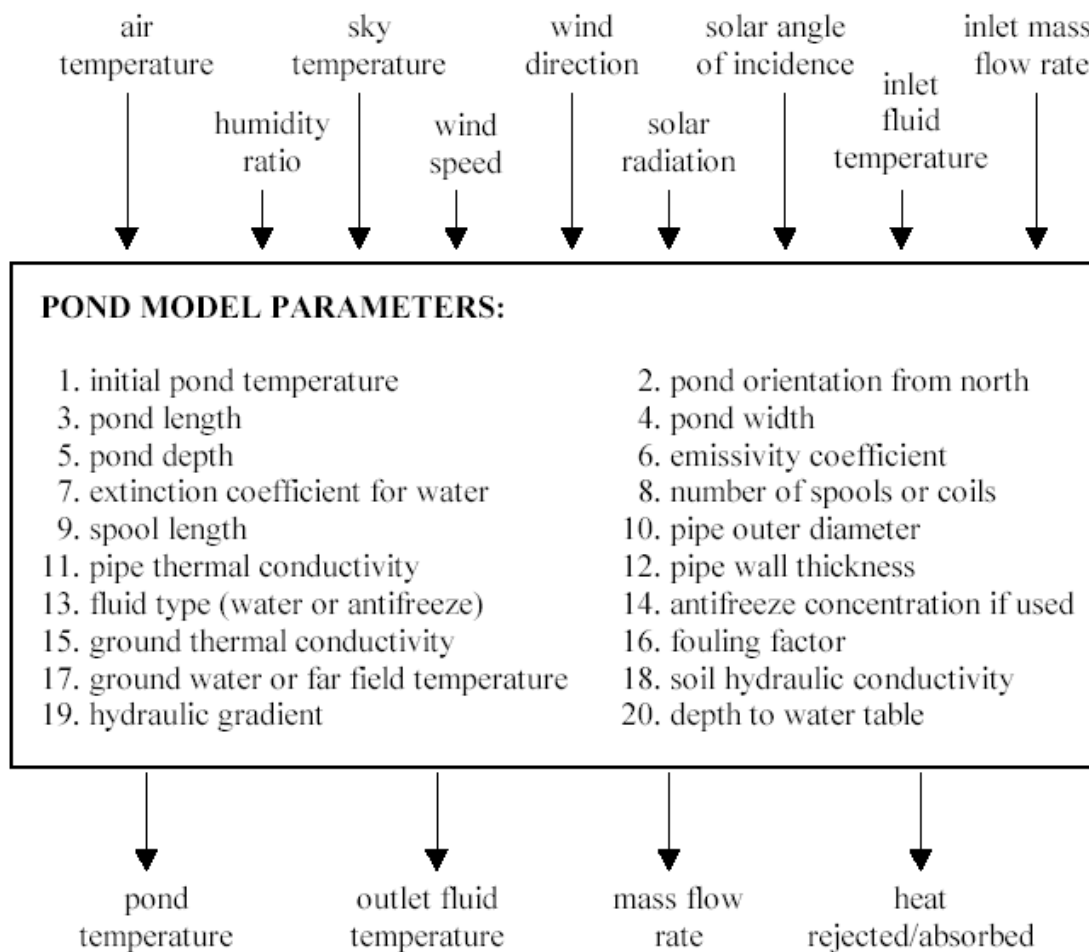 air
temperature
sky
temperature
wind
direction
solar angle
of incidence
inlet mass
flow rate
humidity
ratio
wind
speed
solar
radiation
inlet
fluid
temperature
POND MODEL PARAMETERS:
1. initial pond temperature
2. pond orientation from north
3. pond length
4. pond width
5. pond depth
6. emissivity coefficient
7. extinction coefficient for water
8. number of spools or coils
9. spool length
10. pipe outer diameter
11. pipe thermal conductivity
12. pipe wall thickness
13. fluid type (water or antifreeze)
14. antifreeze concentration if used
15. ground thermal conductivity
16. fouling factor
17. ground water or far field temperature
18. soil hydraulic conductivity
19. hydraulic gradient
20. depth to water table
pond
temperature
outlet fluid
temperature
mass flow
rate
heat
rejected/absorbed